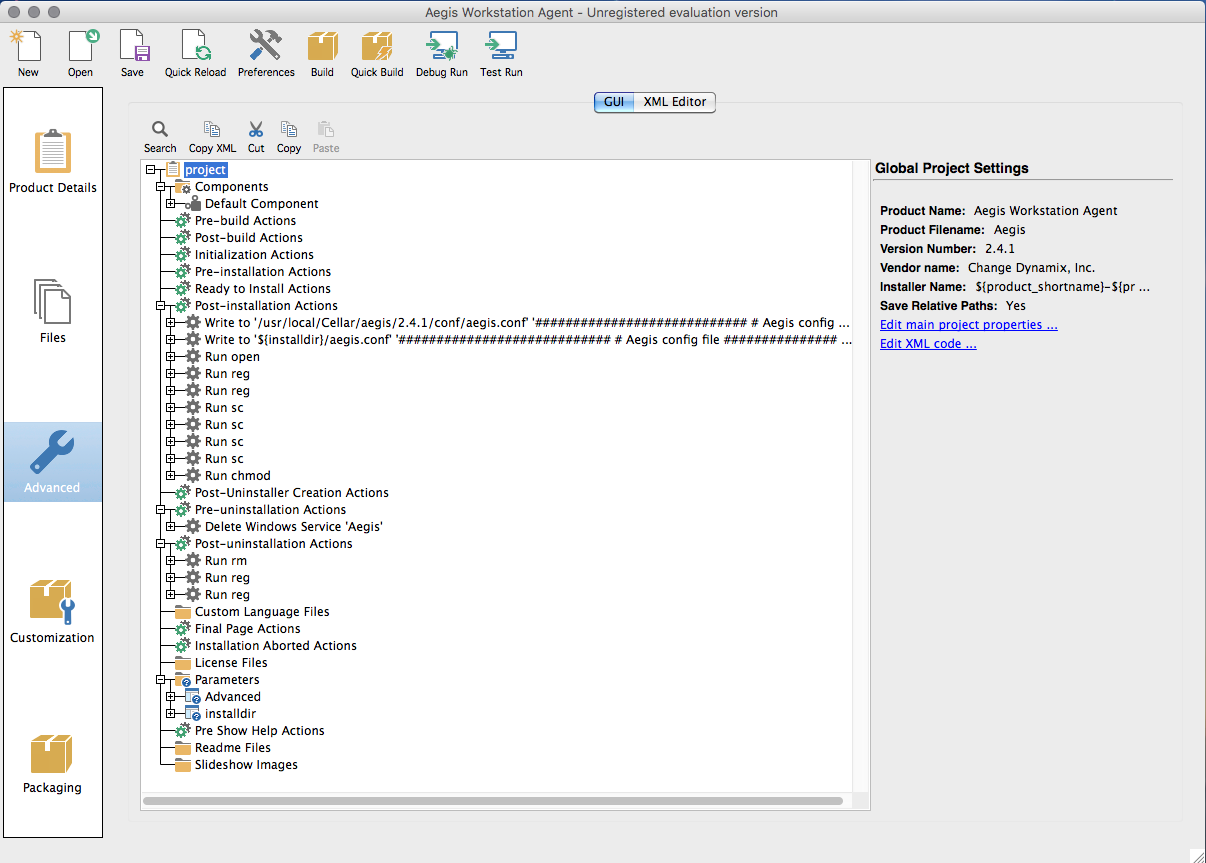 Aegis Workstation Agent - Unregistered evaluation version
New Open Save Quick Reload Preferences Build Quick Build Debug Run Test Run
GUI XML Editor
Product Details
Files
Advanced
Customization
Packaging
Search Copy XML Cut Copy Paste
project
Components
Default Component
Pre-build Actions
Post-build Actions
Initialization Actions
Pre-installation Actions
Ready to Install Actions
Post-installation Actions
Write to '/usr/local/Cellar/aegis/2.4.1/conf/aegis.conf' '############################ # Aegis config ...
Write to '${installdir}/aegis.conf' '############################ # Aegis config file ############### ...
Run open
Run reg
Run reg
Run sc
Run sc
Run sc
Run sc
Run chmod
Post-Uninstaller Creation Actions
Pre-uninstallation Actions
Delete Windows Service 'Aegis'
Post-uninstallation Actions
Run rm
Run reg
Run reg
Custom Language Files
Final Page Actions
Installation Aborted Actions
License Files
Parameters
Advanced
installdir
Pre Show Help Actions
Readme Files
Slideshow Images
Global Project Settings
Product Name: Aegis Workstation Agent
Product Filename: Aegis
Version Number: 2.4.1
Vendor name: Change Dynamix, Inc.
Installer Name: ${product_shortname}-${pr ...
Save Relative Paths: Yes
Edit main project properties ...
Edit XML code ...